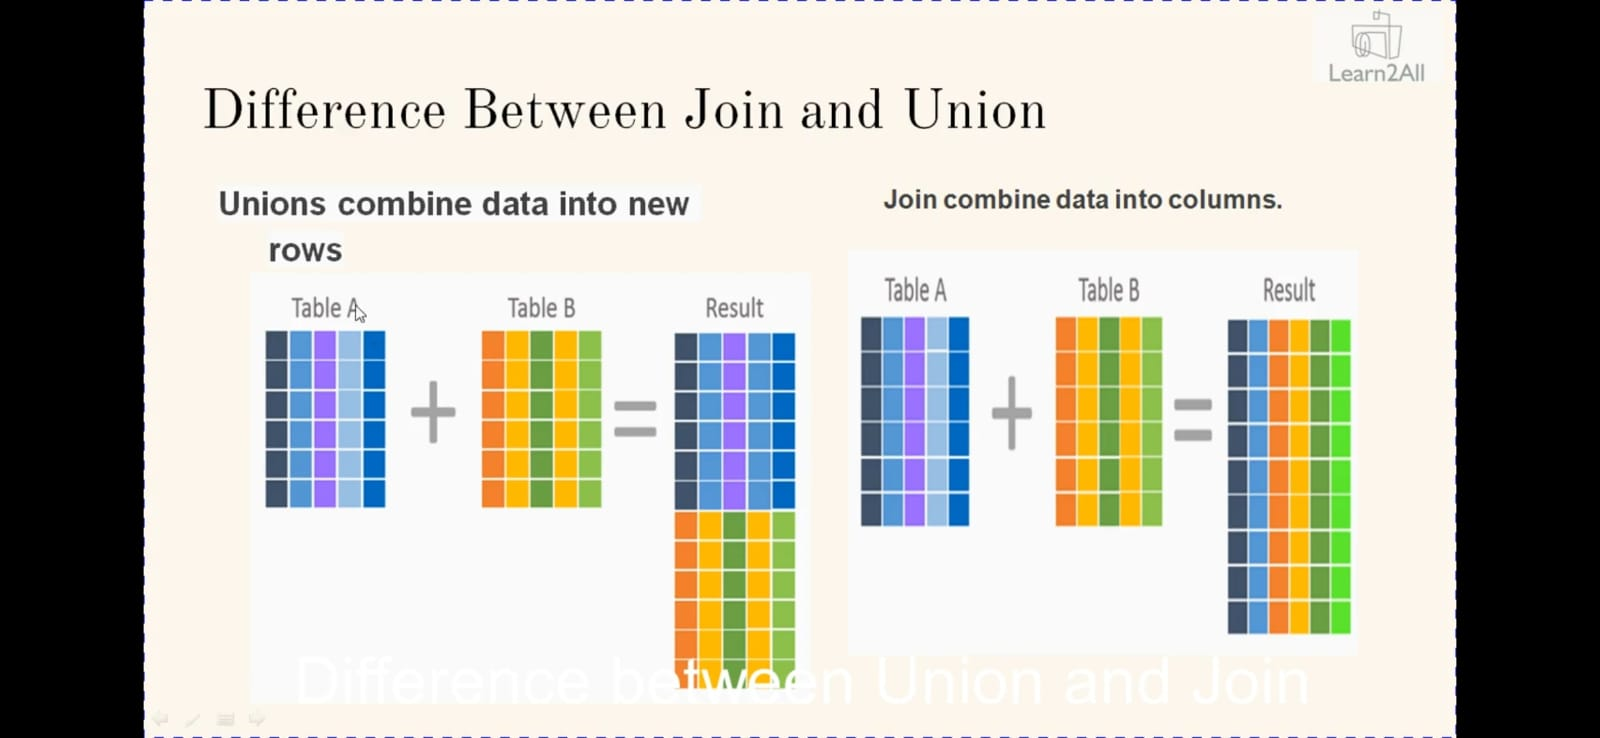 Learn2All
Difference Between Join and Union
Unions combine data into new
rows
Table A
Table B
Result
Join combine data into columns.
Table A
Table B
Result
Difference between Union and Join